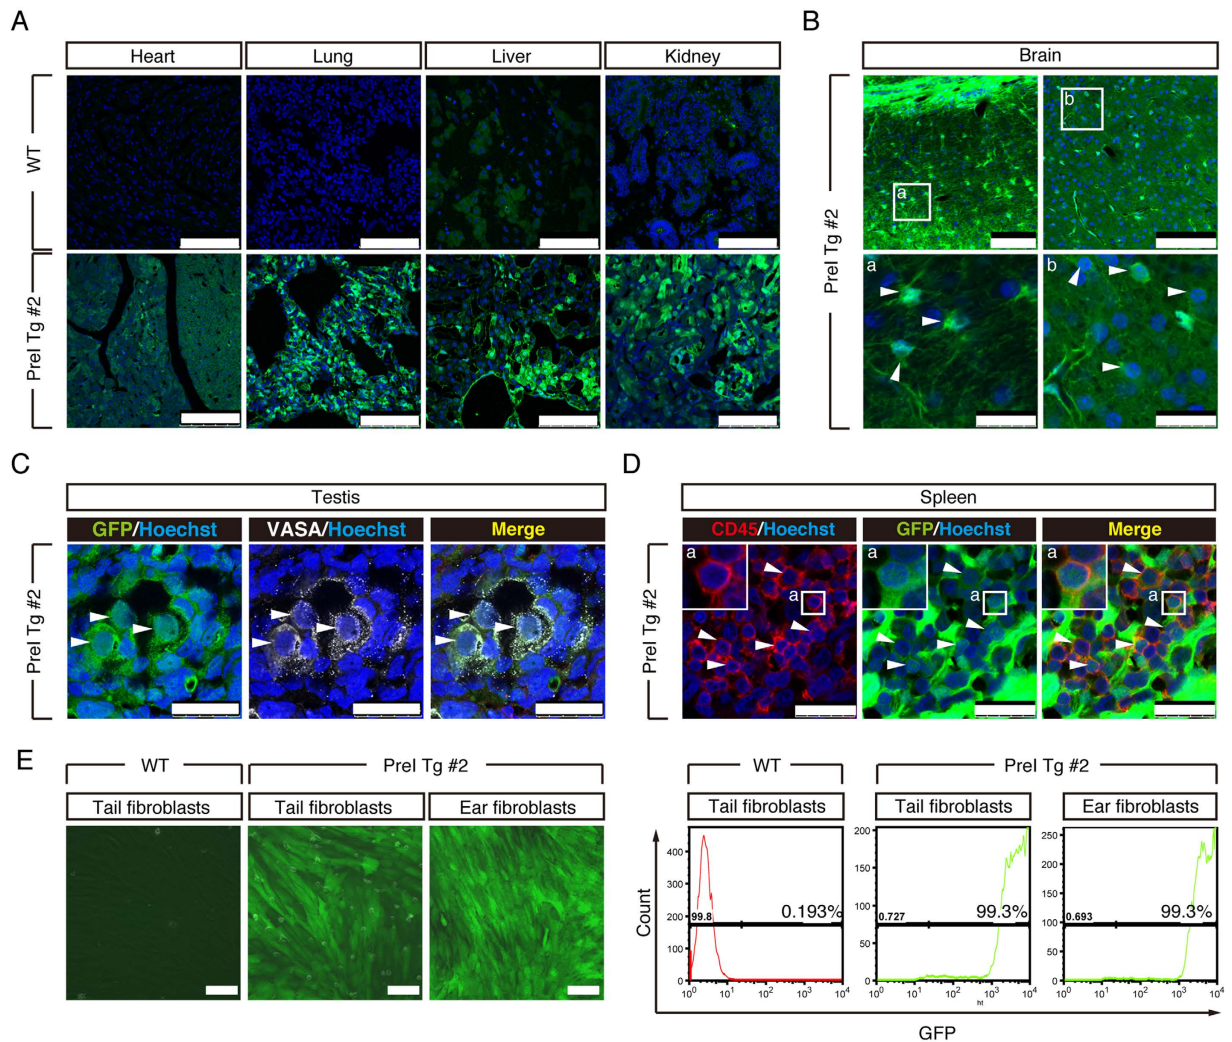 A
Heart
Lung
Liver
Kidney
WT
PreI Tg #2
B
Brain
PreI Tg #2
a
b
a
b
C
Testis
GFP/Hoechst
VASA/Hoechst
Merge
PreI Tg #2
D
Spleen
CD45/Hoechst
GFP/Hoechst
Merge
PreI Tg #2
a
a
a
a
a
a
E
WT
PreI Tg #2
Tail fibroblasts
Tail fibroblasts
Ear fibroblasts
WT
PreI Tg #2
Tail fibroblasts
Tail fibroblasts
Ear fibroblasts
Count
400
300
200
100
0
99.8
0.193%
10⁰ 10¹ 10² 10³ 10⁴
200
150
100
50
0
0.727
99.3%
10⁰ 10¹ 10² 10³ 10⁴
ht
250
200
150
100
50
0
0.693
99.3%
10⁰ 10¹ 10² 10³ 10⁴
GFP